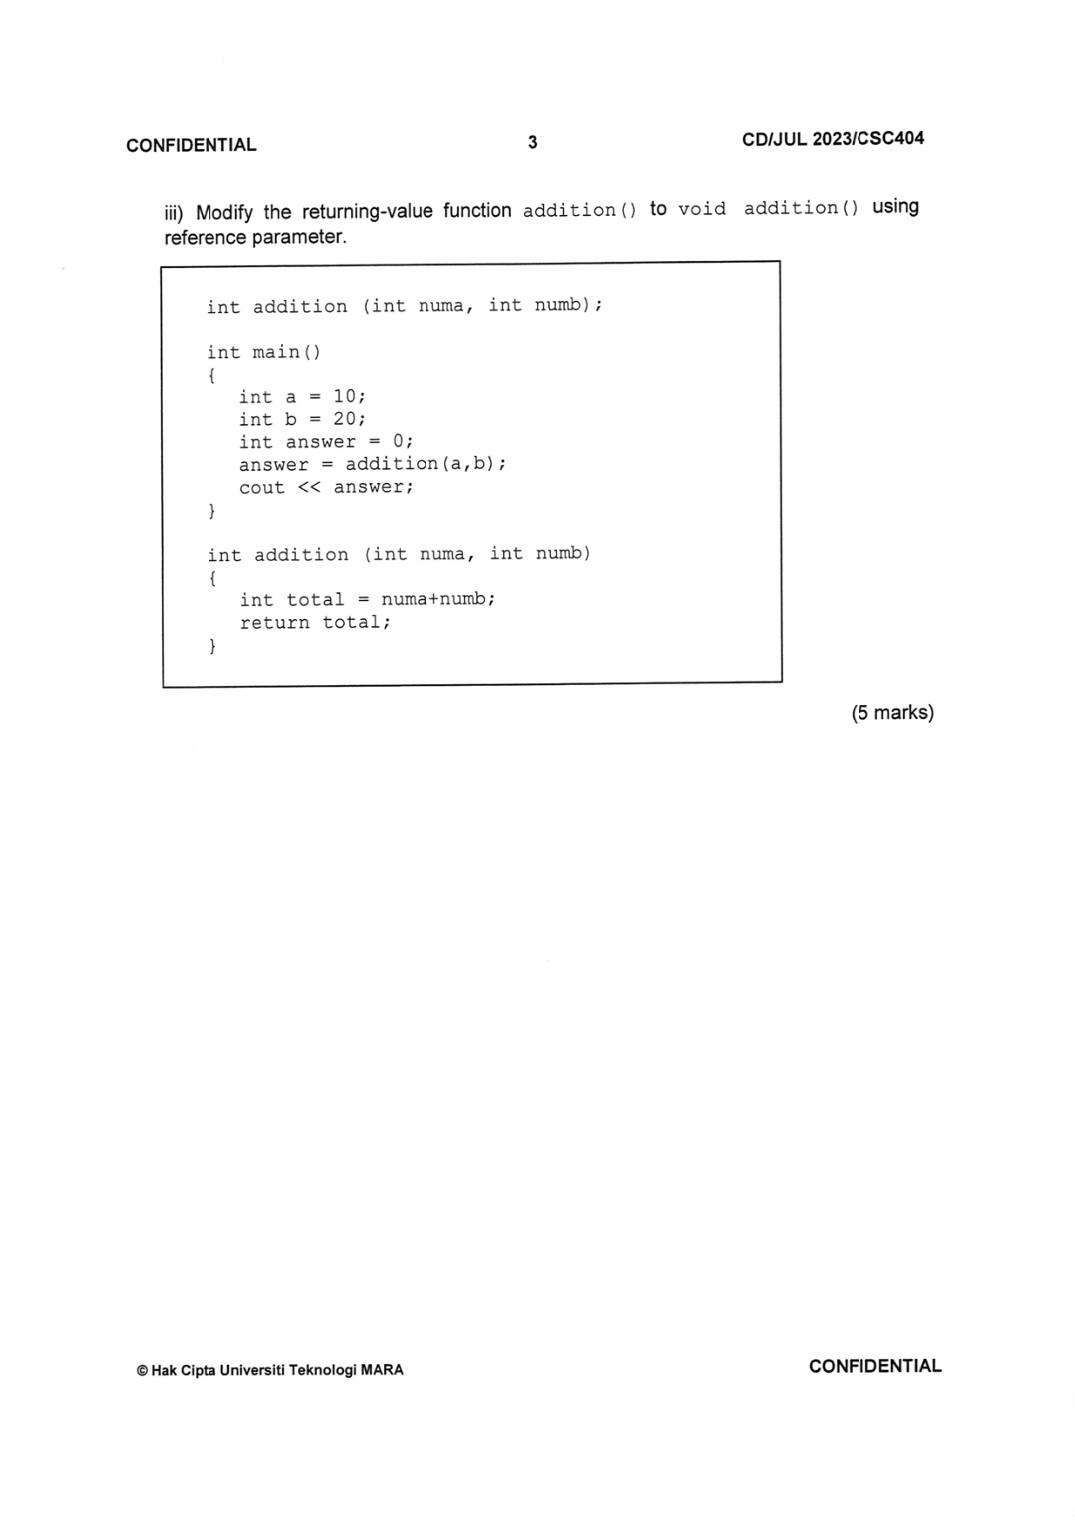 CONFIDENTIAL 3 CD/JUL 2023/CSC404
iii) Modify the returning-value function addition() to void addition() using
reference parameter.
int addition (int numa, int numb);
int main()
{
int a = 10;
int b = 20;
int answer = 0;
answer = addition(a,b);
cout << answer;
}
int addition (int numa, int numb)
{
int total = numa+numb;
return total;
}
(5 marks)
© Hak Cipta Universiti Teknologi MARA CONFIDENTIAL